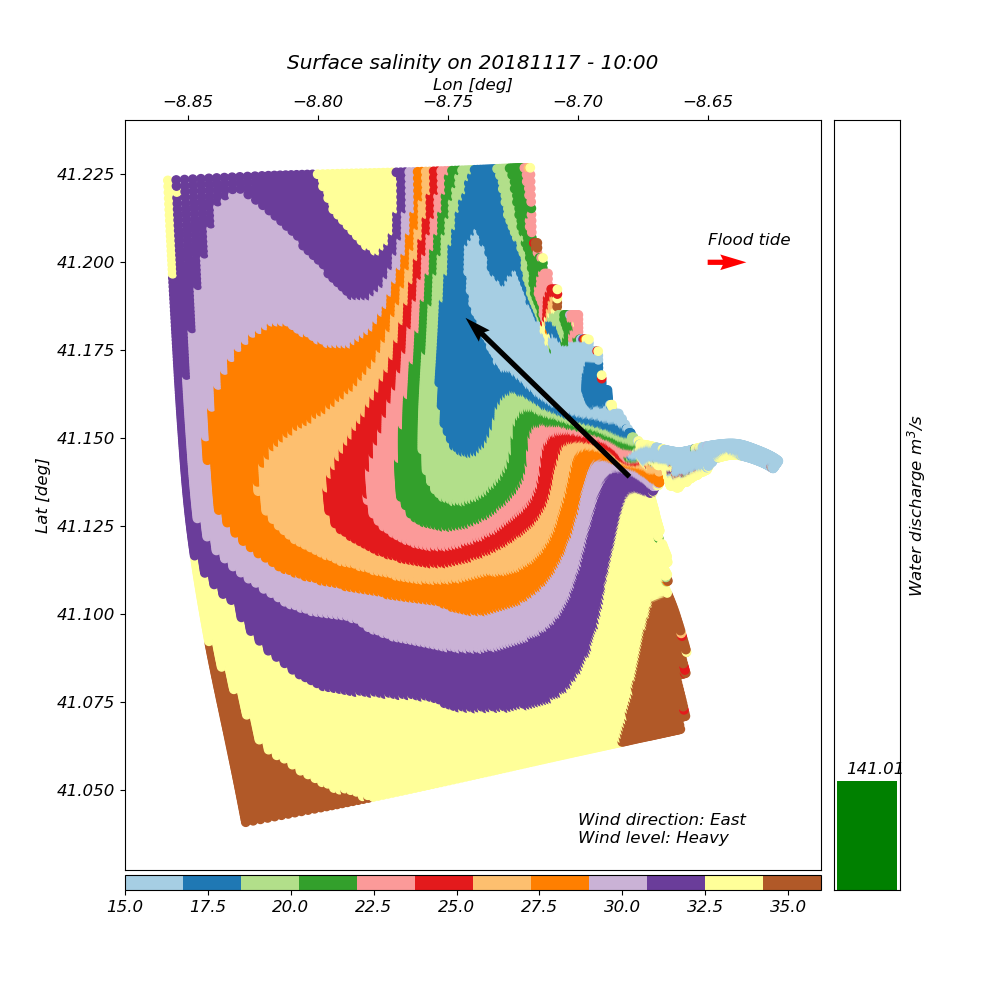 Surface salinity on 20181117 - 10:00
Lon [deg]
−8.85 −8.80 −8.75 −8.70 −8.65
41.225
Flood tide
41.200
41.175
41.150
Lat [deg]
Water discharge m³/s
41.125
41.100
41.075
141.01
41.050
Wind direction: East
Wind level: Heavy
15.0 17.5 20.0 22.5 25.0 27.5 30.0 32.5 35.0